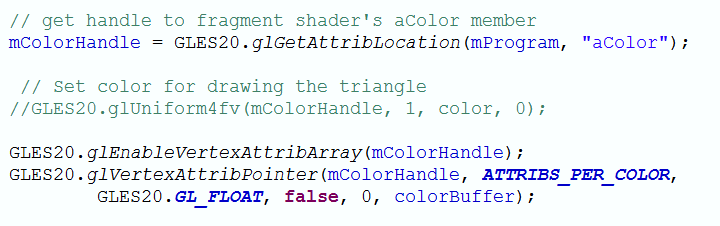 // get handle to fragment shader's aColor member
mColorHandle = GLES20.glGetAttribLocation(mProgram, "aColor");
// Set color for drawing the triangle
//GLES20.glUniform4fv(mColorHandle, 1, color, 0);
GLES20.glEnableVertexAttribArray(mColorHandle);
GLES20.glVertexAttribPointer(mColorHandle, ATTRIBS_PER_COLOR,
GLES20.GL_FLOAT, false, 0, colorBuffer);